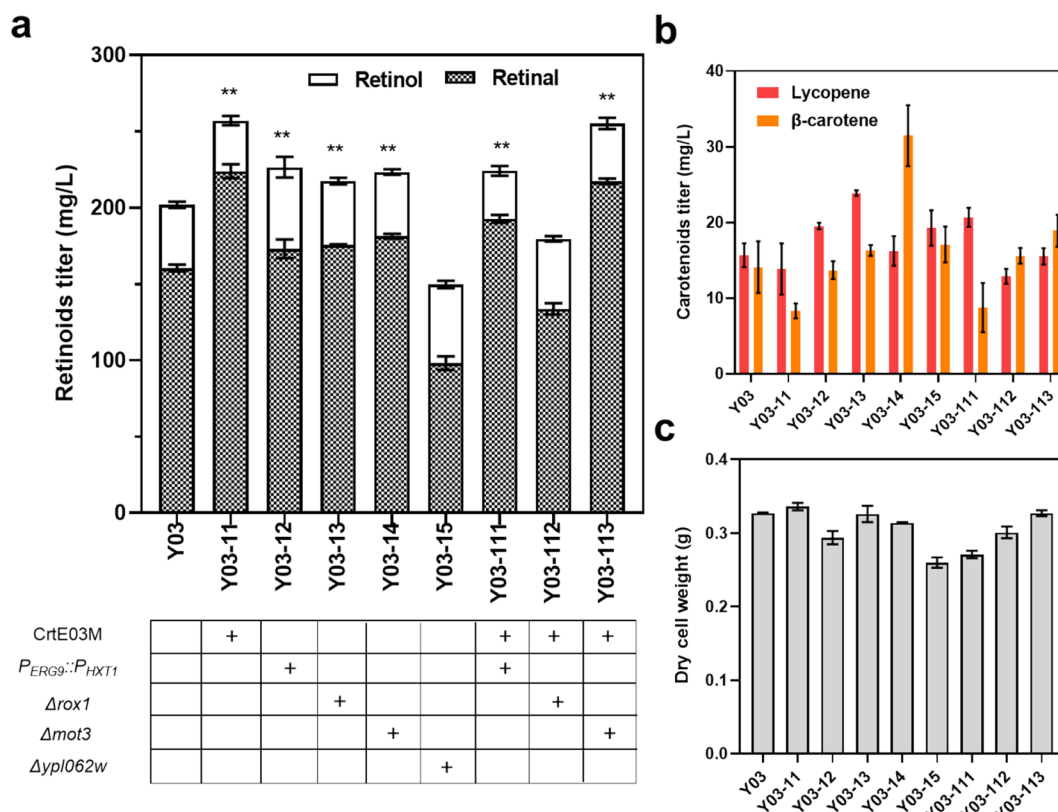 a
300
200
100
0
Retinoids titer (mg/L)
Retinol
Retinal
**
**
**
**
**
**
Y03
Y03-11
Y03-12
Y03-13
Y03-14
Y03-15
Y03-111
Y03-112
Y03-113
CrtE03M + + + +
PERG9::PHXT1 + +
Δrox1 + +
Δmot3 + +
Δypl062w +
b
40
30
20
10
0
Carotenoids titer (mg/L)
Lycopene
β-carotene
Y03
Y03-11
Y03-12
Y03-13
Y03-14
Y03-15
Y03-111
Y03-112
Y03-113
c
0.4
0.3
0.2
0.1
0.0
Dry cell weight (g)
Y03
Y03-11
Y03-12
Y03-13
Y03-14
Y03-15
Y03-111
Y03-112
Y03-113